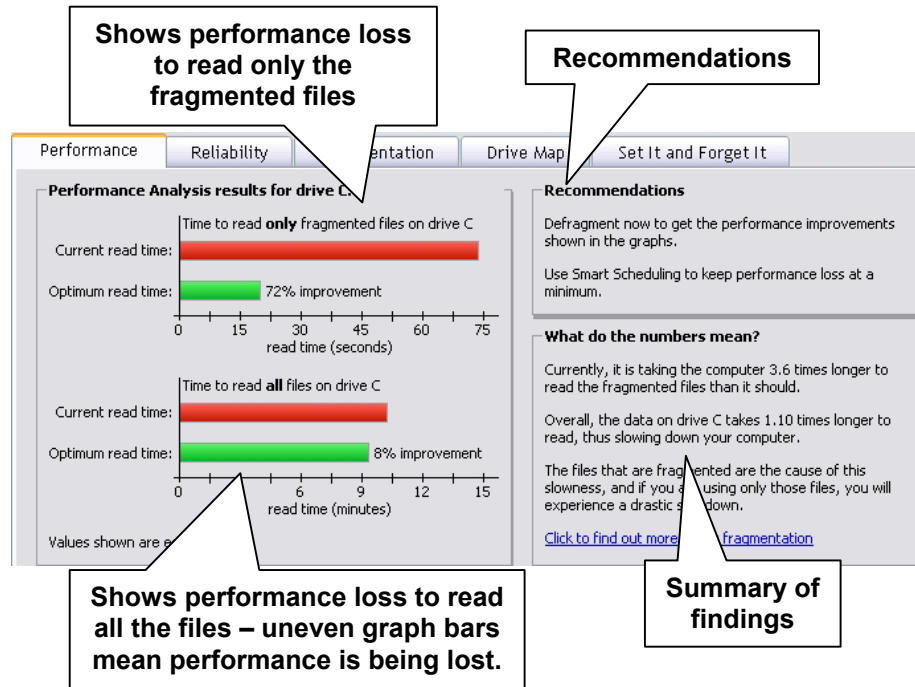 Shows performance loss
to read only the
fragmented files
Recommendations
Performance
Reliability
entation
Drive Map
Set It and Forget It
Performance Analysis results for drive C:
Time to read only fragmented files on drive C
Current read time:
Optimum read time:
72% improvement
0 15 30 45 60 75
read time (seconds)
Time to read all files on drive C
Current read time:
Optimum read time:
8% improvement
0 6 9 12 15
read time (minutes)
Values shown are e
Recommendations
Defragment now to get the performance improvements
shown in the graphs.
Use Smart Scheduling to keep performance loss at a
minimum.
What do the numbers mean?
Currently, it is taking the computer 3.6 times longer to
read the fragmented files than it should.
Overall, the data on drive C takes 1.10 times longer to
read, thus slowing down your computer.
The files that are fragmented are the cause of this
slowness, and if you a using only those files, you will
experience a drastic s down.
Click to find out more fragmentation
Shows performance loss to read
all the files – uneven graph bars
mean performance is being lost.
Summary of
findings